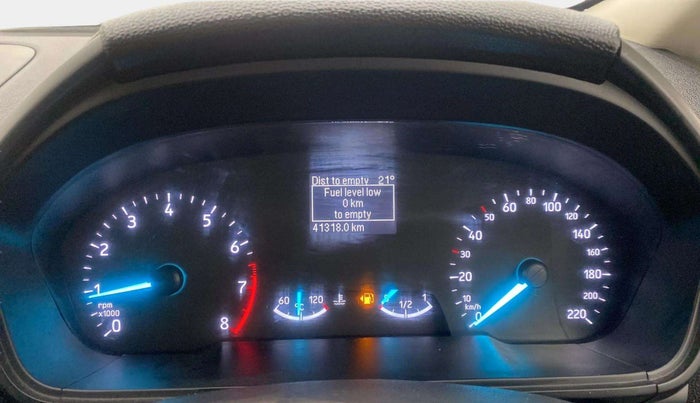 Dist to empty 21°
Fuel level low
0 km
to empty
41318.0 km
0 1 2 3 4 5 6 7 8
rpm
x1000
60 120
°C
0 1/2 1
0 10 20 30 40 50 60 80 100 120 140 160 180 200 220
km/h